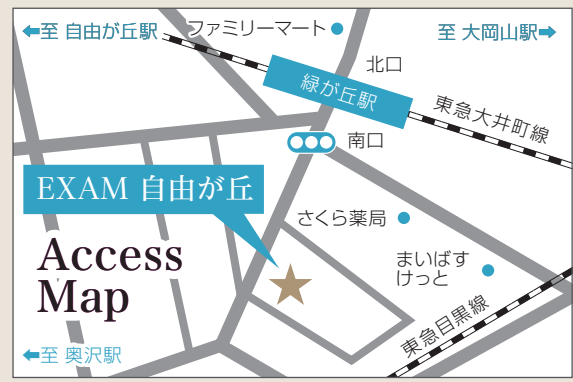 ←至 自由が丘駅
ファミリーマート
至 大岡山駅→
北口
緑が丘駅
東急大井町線
南口
EXAM 自由が丘
さくら薬局
Access
Map
まいばす
けっと
東急目黒線
←至 奥沢駅